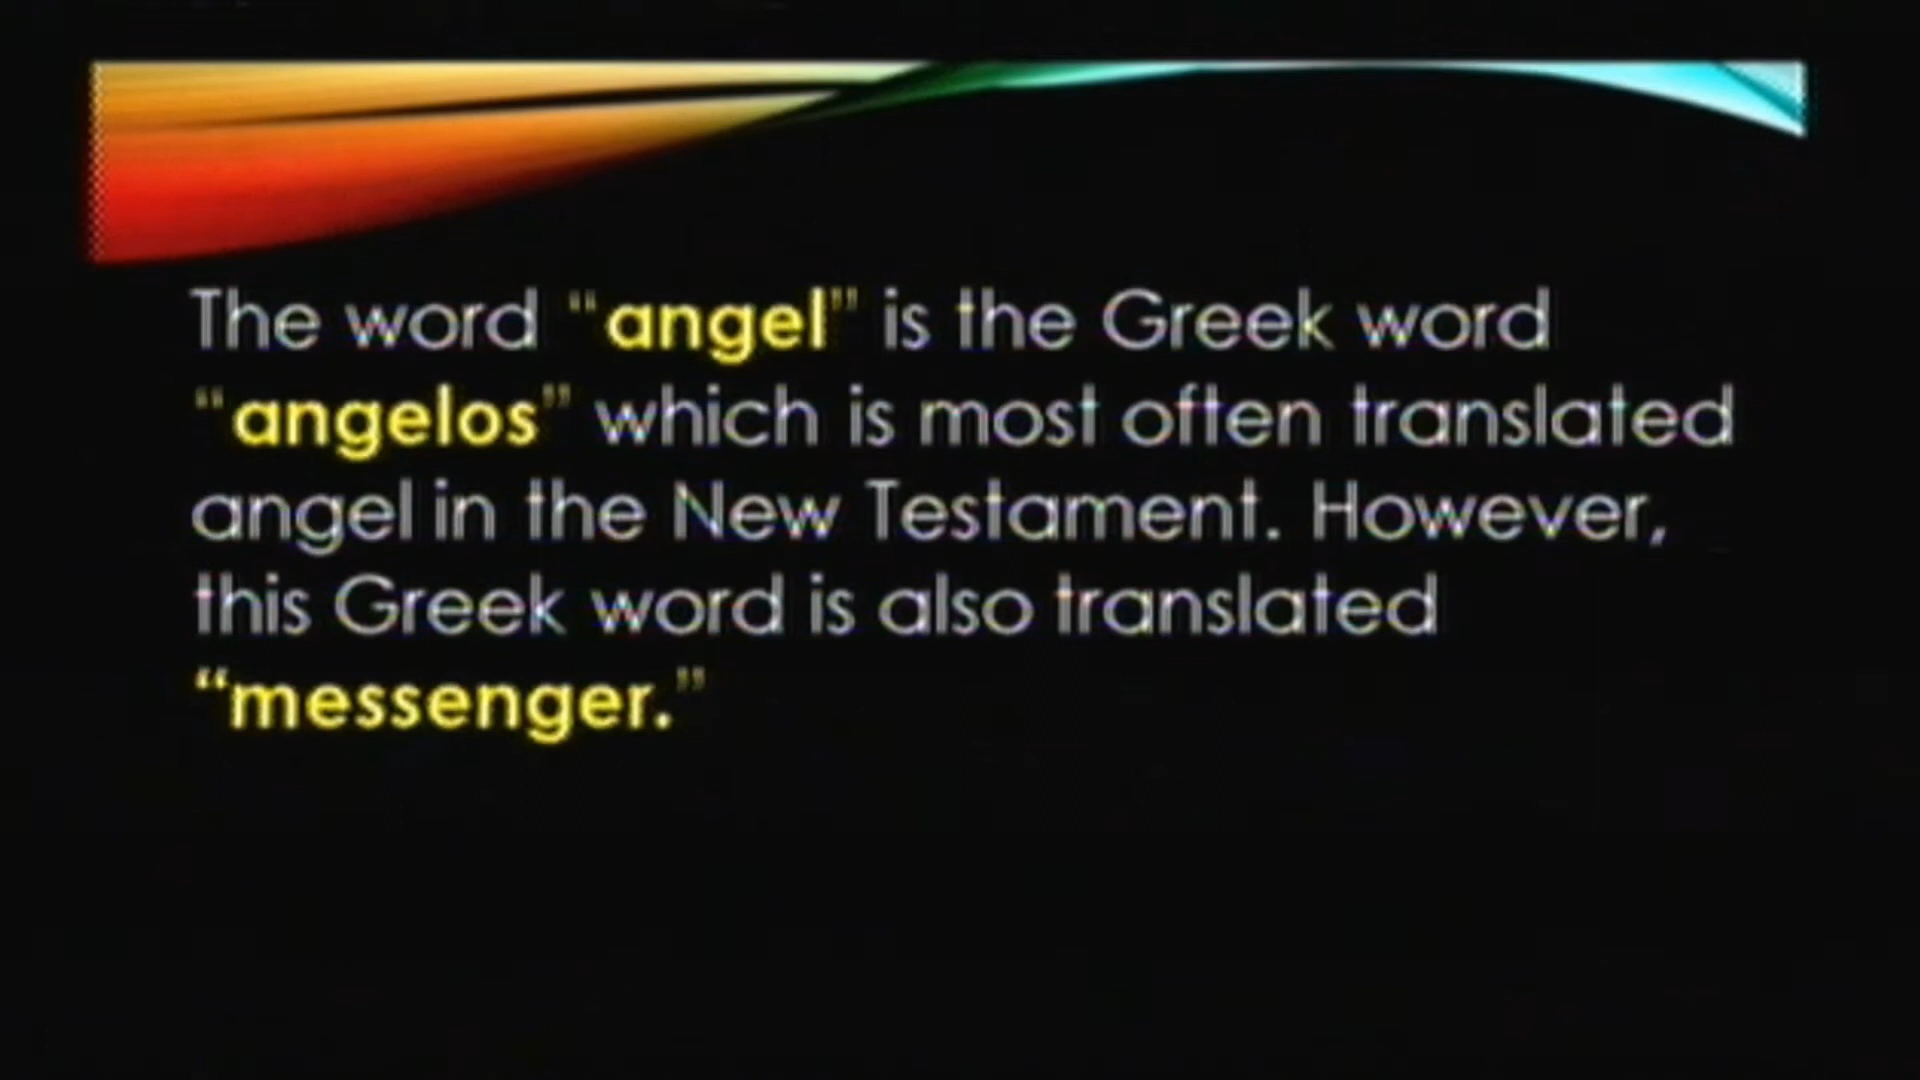 The word “angel” is the Greek word
“angelos” which is most often translated
angel in the New Testament. However,
this Greek word is also translated
“messenger.”